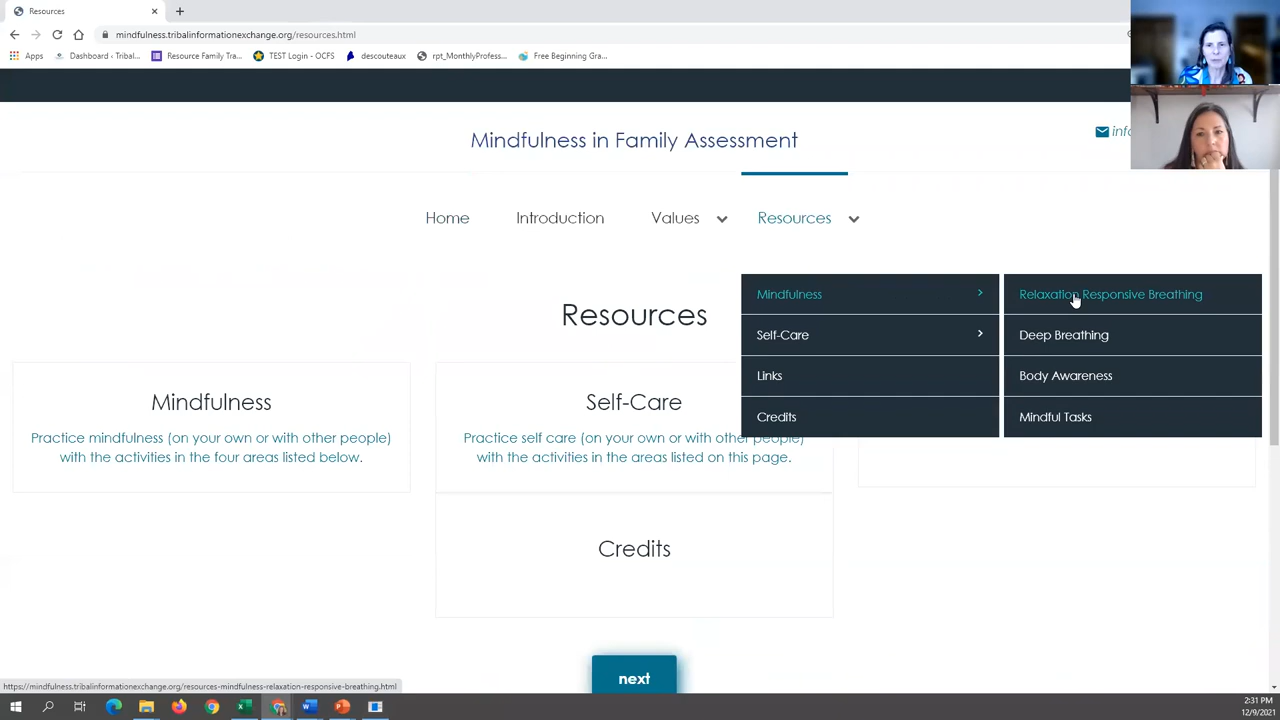 Resources
mindfulness.tribalinformationexchange.org/resources.html
Apps
Dashboard ‹ Tribal...
Resource Family Tra...
TEST Login - OCFS
descouteaux
rpt_MonthlyProfess...
Free Beginning Gra...
Mindfulness in Family Assessment
Home
Introduction
Values
Resources
Mindfulness
Relaxation Responsive Breathing
Self-Care
Deep Breathing
Links
Body Awareness
Credits
Mindful Tasks
Resources
Mindfulness
Practice mindfulness (on your own or with other people)
with the activities in the four areas listed below.
Self-Care
Practice self care (on your own or with other people)
with the activities in the areas listed on this page.
Credits
next
https://mindfulness.tribalinformationexchange.org/resources-mindfulness-relaxation-responsive-breathing.html
2:31 PM
12/9/2021